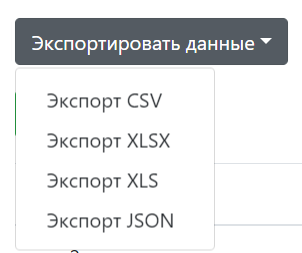 Экспортировать данные
Экспорт CSV
Экспорт XLSX
Экспорт XLS
Экспорт JSON